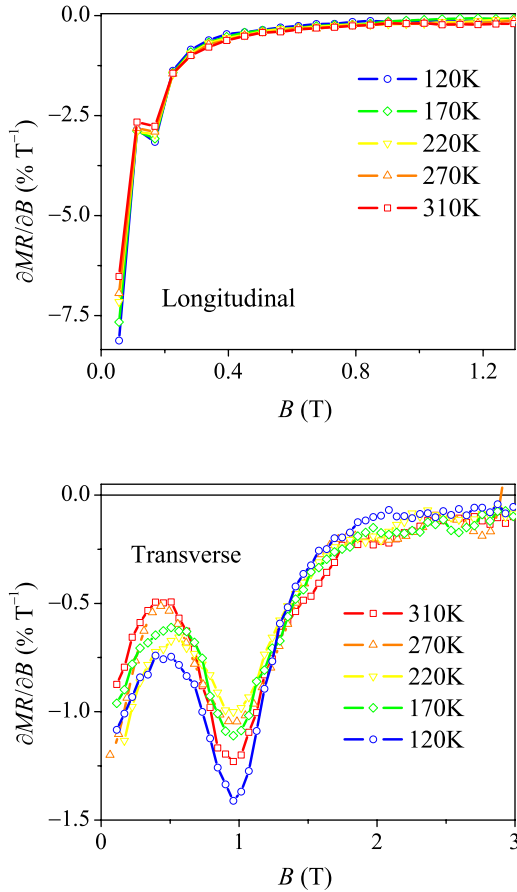 0.0
−2.5
−5.0
−7.5
∂MR/∂B (% T⁻¹)
120K
170K
220K
270K
310K
Longitudinal
0.0 0.4 0.8 1.2
B (T)
0.0
−0.5
−1.0
−1.5
∂MR/∂B (% T⁻¹)
Transverse
310K
270K
220K
170K
120K
0 1 2 3
B (T)